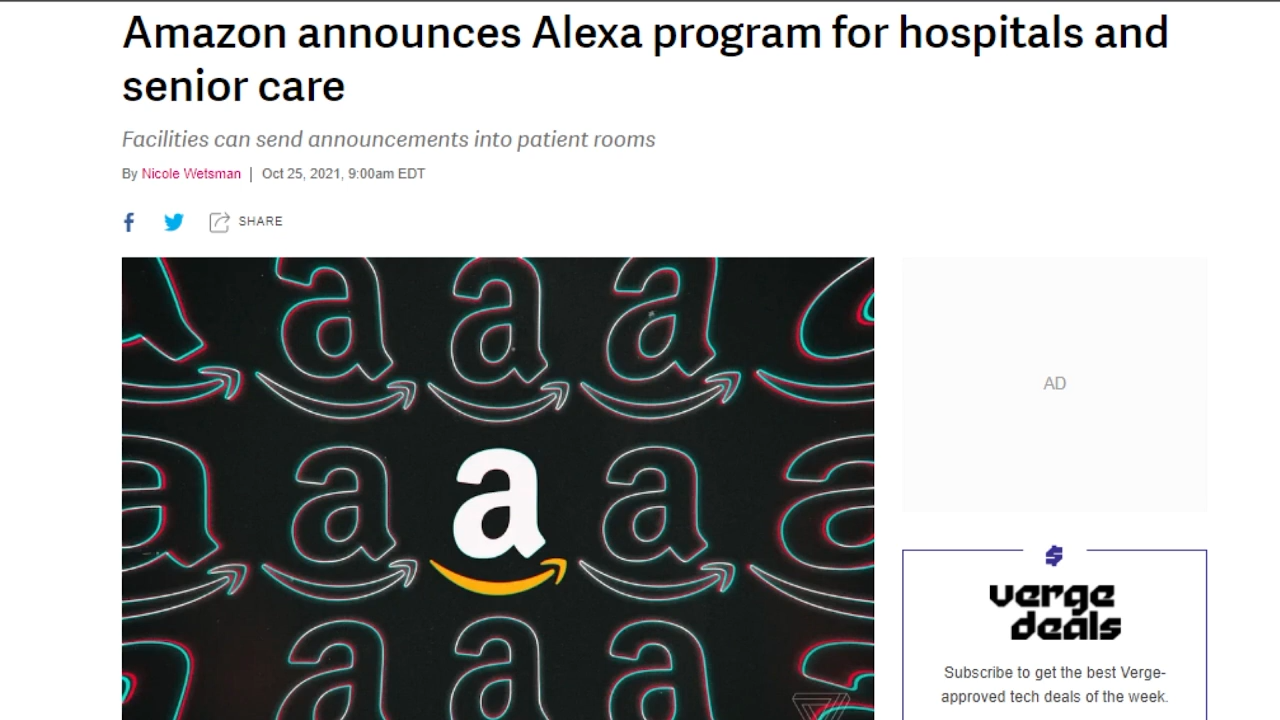 Amazon announces Alexa program for hospitals and
senior care
Facilities can send announcements into patient rooms
By Nicole Wetsman | Oct 25, 2021, 9:00am EDT
SHARE
AD
verge
deals
Subscribe to get the best Verge-
approved tech deals of the week.